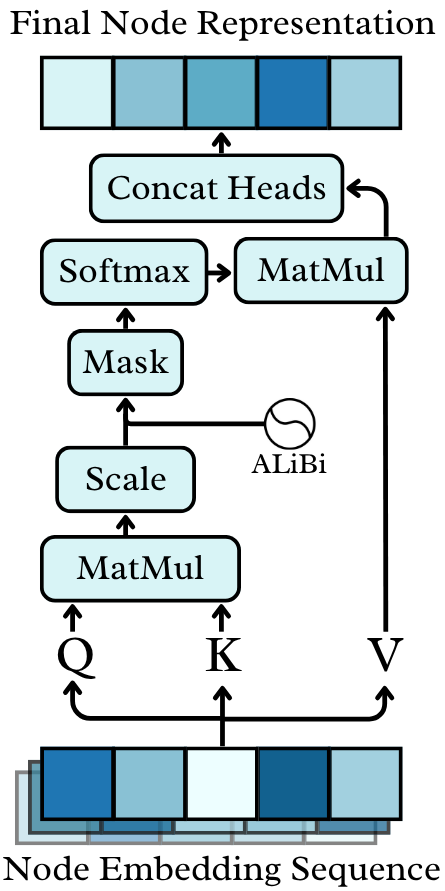 Final Node Representation
Concat Heads
Softmax
MatMul
Mask
ALiBi
Scale
MatMul
Q
K
V
Node Embedding Sequence